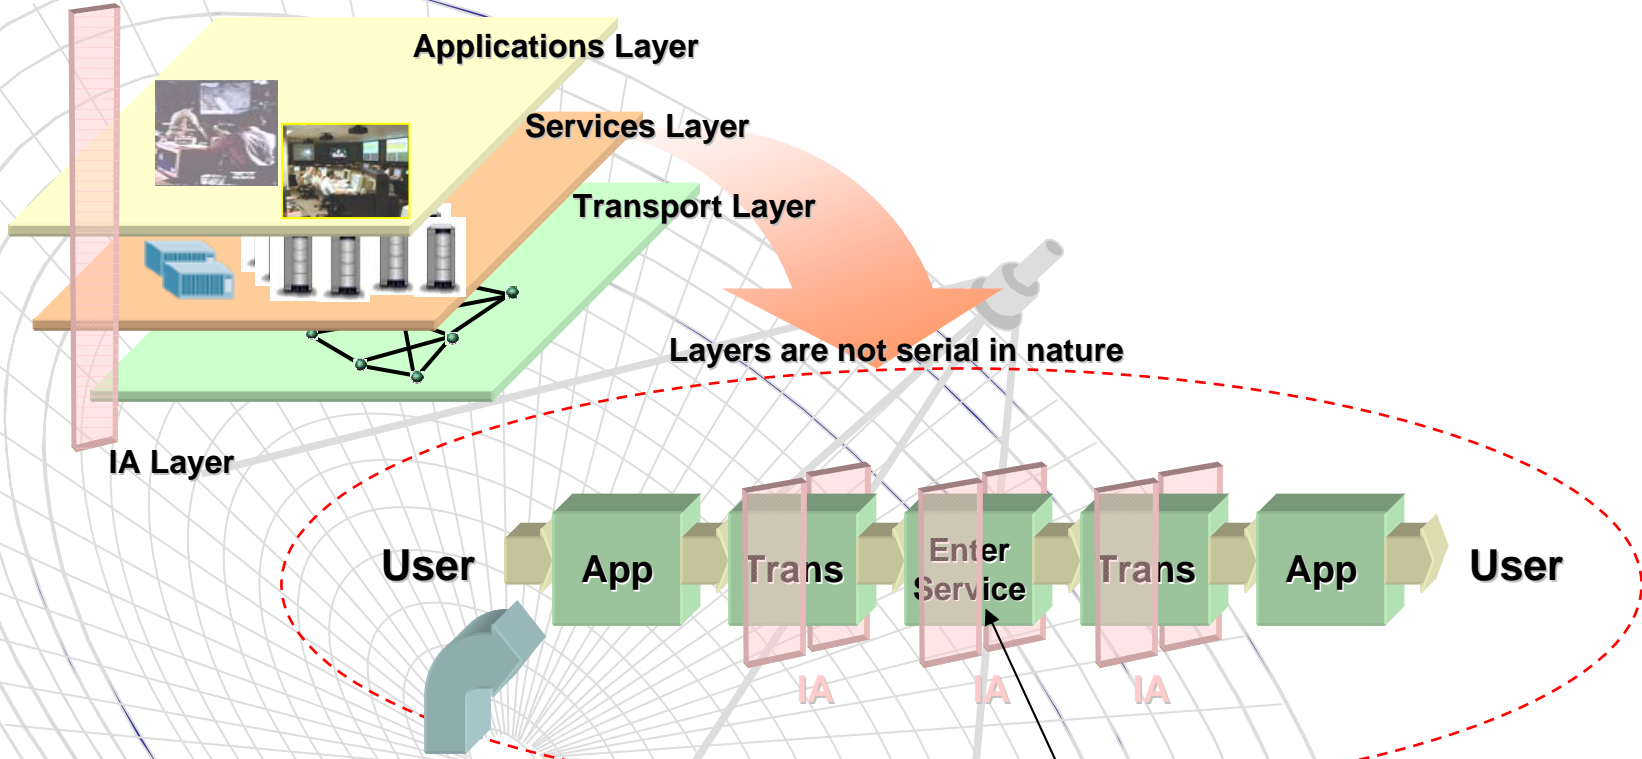 Applications Layer
Services Layer
Transport Layer
Layers are not serial in nature
IA Layer
User
App
Trans
Enter
Service
Trans
App
User
IA
IA
IA